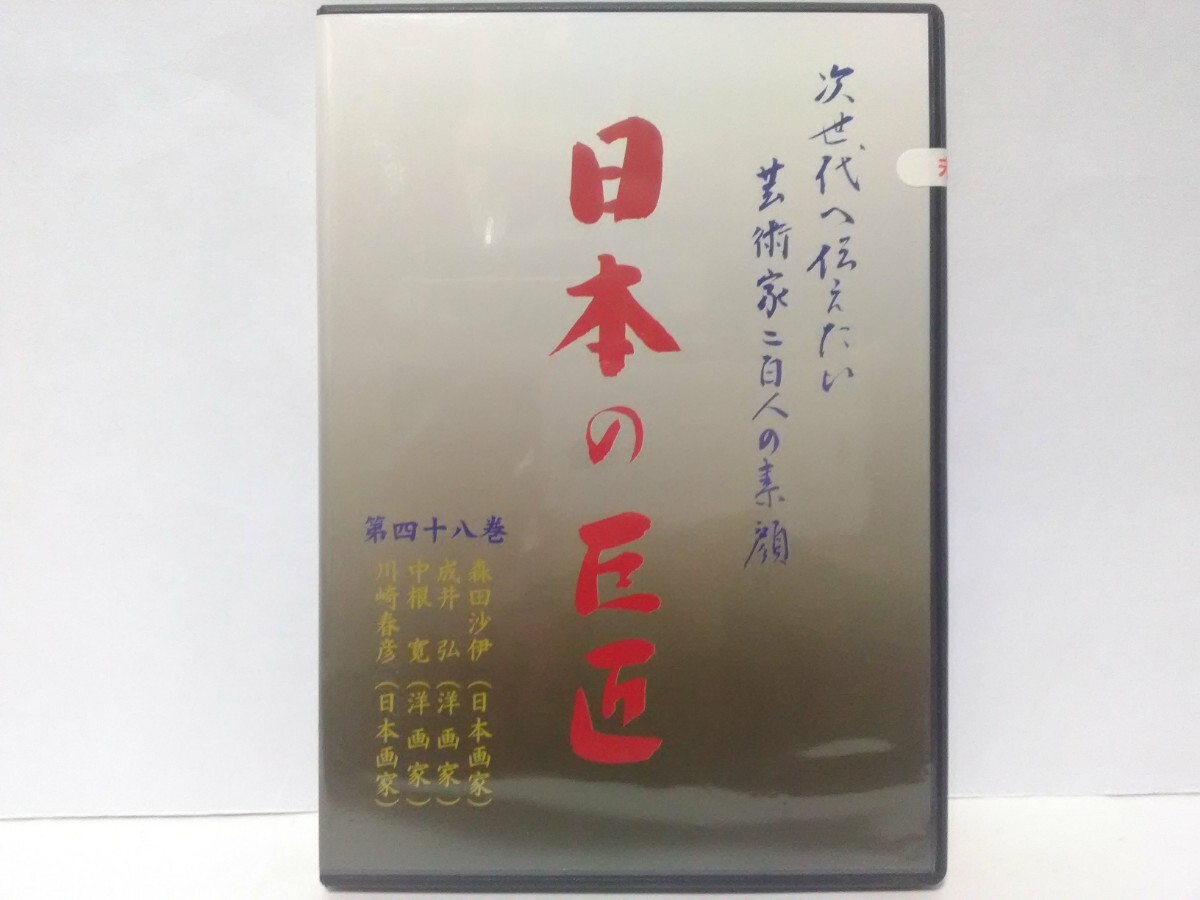 次世代へ伝えたい
芸術家二百人の素顔
日本の巨匠
第四十八巻
森田沙伊（日本画家）
成井　弘（洋画家）
中根　寛（洋画家）
川崎春彦（日本画家）